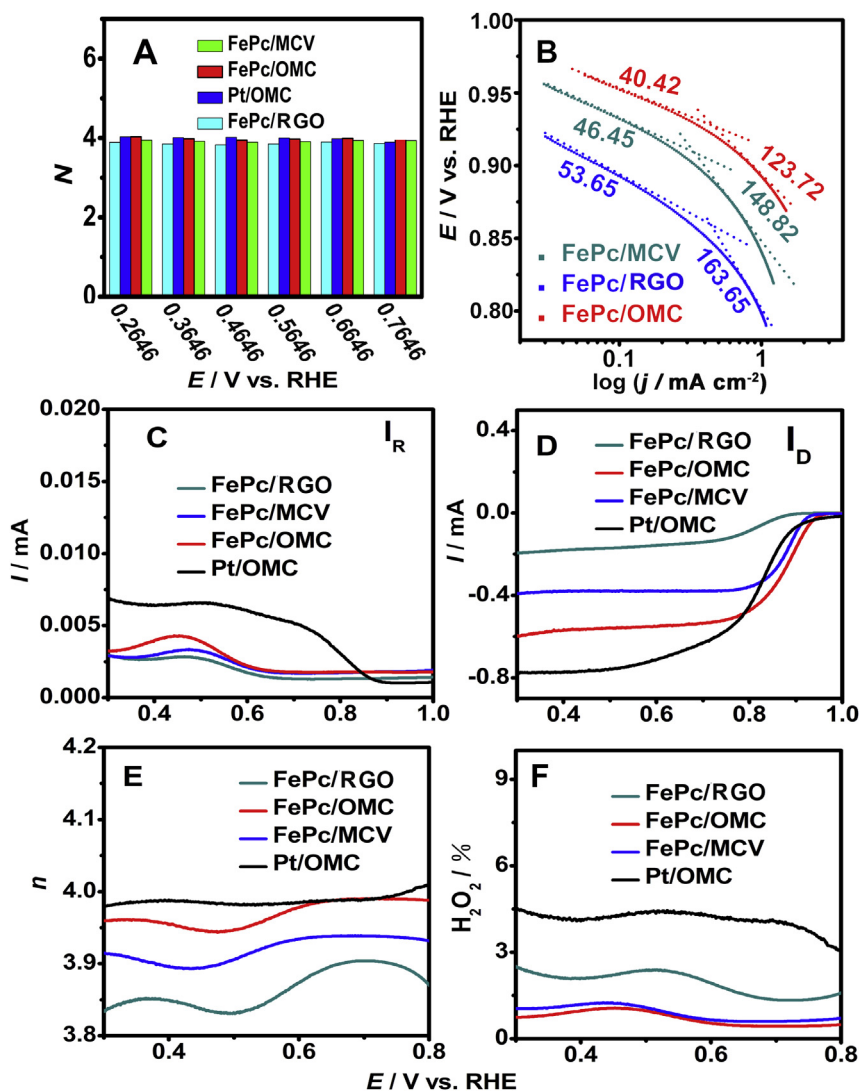 A
FePc/MCV
FePc/OMC
Pt/OMC
FePc/RGO
N
6
4
2
0
0.2646
0.3646
0.4646
0.5646
0.6646
0.7646
E / V vs. RHE
B
E / V vs. RHE
1.00
0.95
0.90
0.85
0.80
40.42
46.45
53.65
123.72
148.82
163.65
FePc/MCV
FePc/RGO
FePc/OMC
0.1
1
log (j / mA cm⁻²)
C
I_R
FePc/RGO
FePc/MCV
FePc/OMC
Pt/OMC
I / mA
0.020
0.015
0.010
0.005
0.000
0.4
0.6
0.8
1.0
D
I_D
FePc/RGO
FePc/OMC
FePc/MCV
Pt/OMC
I / mA
0.4
0.0
-0.4
-0.8
0.4
0.6
0.8
1.0
E
FePc/RGO
FePc/OMC
FePc/MCV
Pt/OMC
n
4.2
4.1
4.0
3.9
3.8
0.4
0.6
0.8
F
FePc/RGO
FePc/OMC
FePc/MCV
Pt/OMC
H₂O₂ / %
9
6
3
0
0.4
0.6
0.8
E / V vs. RHE